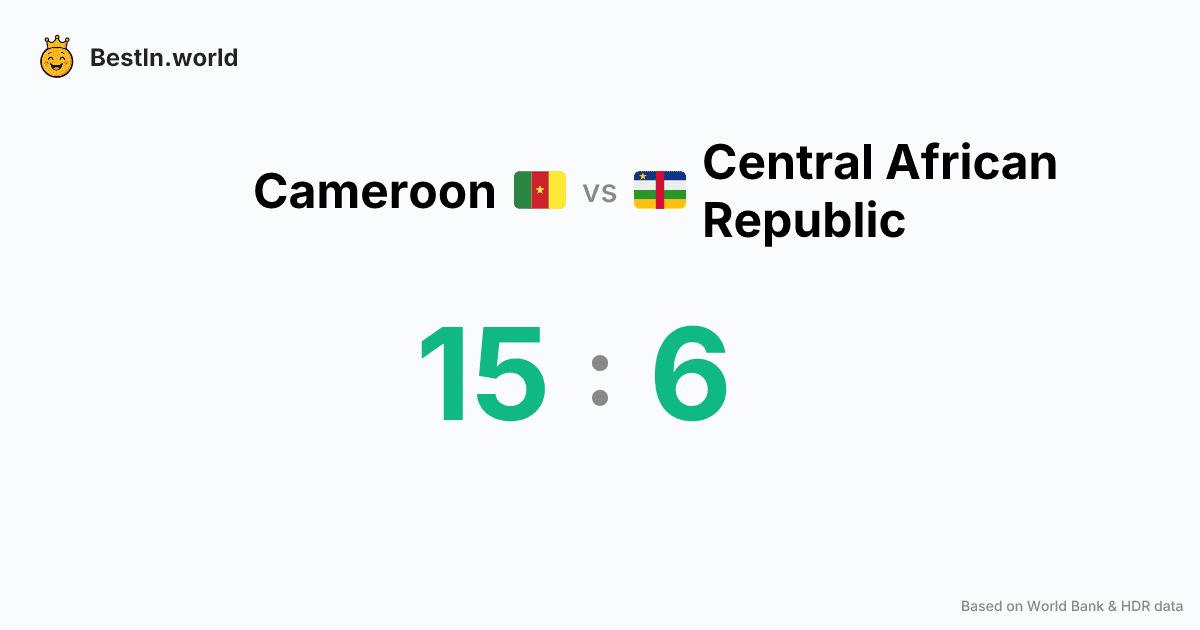 BestIn.world
Cameroon vs Central African
Republic
15 : 6
Based on World Bank & HDR data